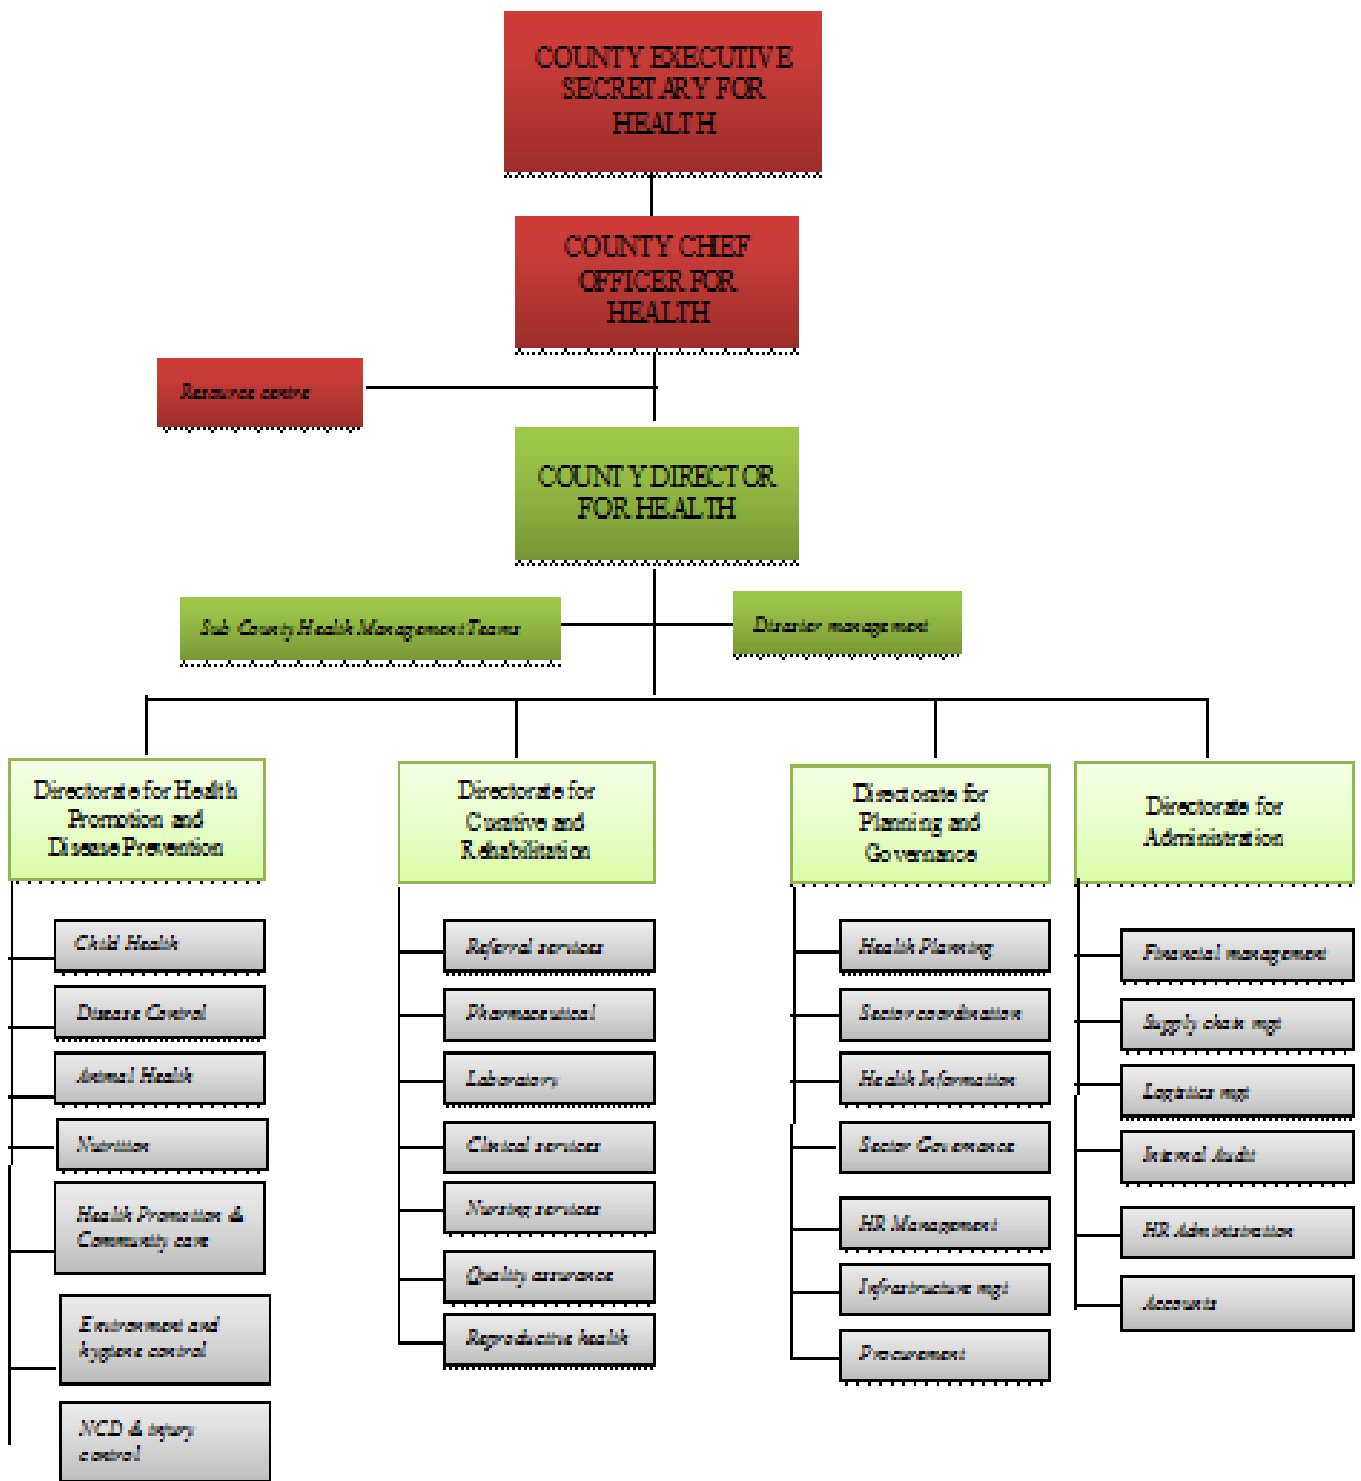 COUNTY EXECUTIVE
SECRETARY FOR
HEALTH
COUNTY CHIEF
OFFICER FOR
HEALTH
Resource centre
COUNTY DIRECTOR
FOR HEALTH
Sub County Health Management Teams
Disaster management
Directorate for Health
Promotion and
Disease Prevention
Child Health
Disease Control
Animal Health
Nutrition
Health Promotion &
Community care
Environment and
hygiene control
NCD & injury
control
Directorate for
Curative and
Rehabilitation
Referral services
Pharmaceutical
Laboratory
Clinical services
Nursing services
Quality assurance
Reproductive health
Directorate for
Planning and
Governance
Health Planning
Sector coordination
Health Information
Sector Governance
HR Management
Infrastructure mgt
Procurement
Directorate for
Administration
Financial management
Supply chain mgt
Logistics mgt
Internal Audit
HR Administration
Accounts